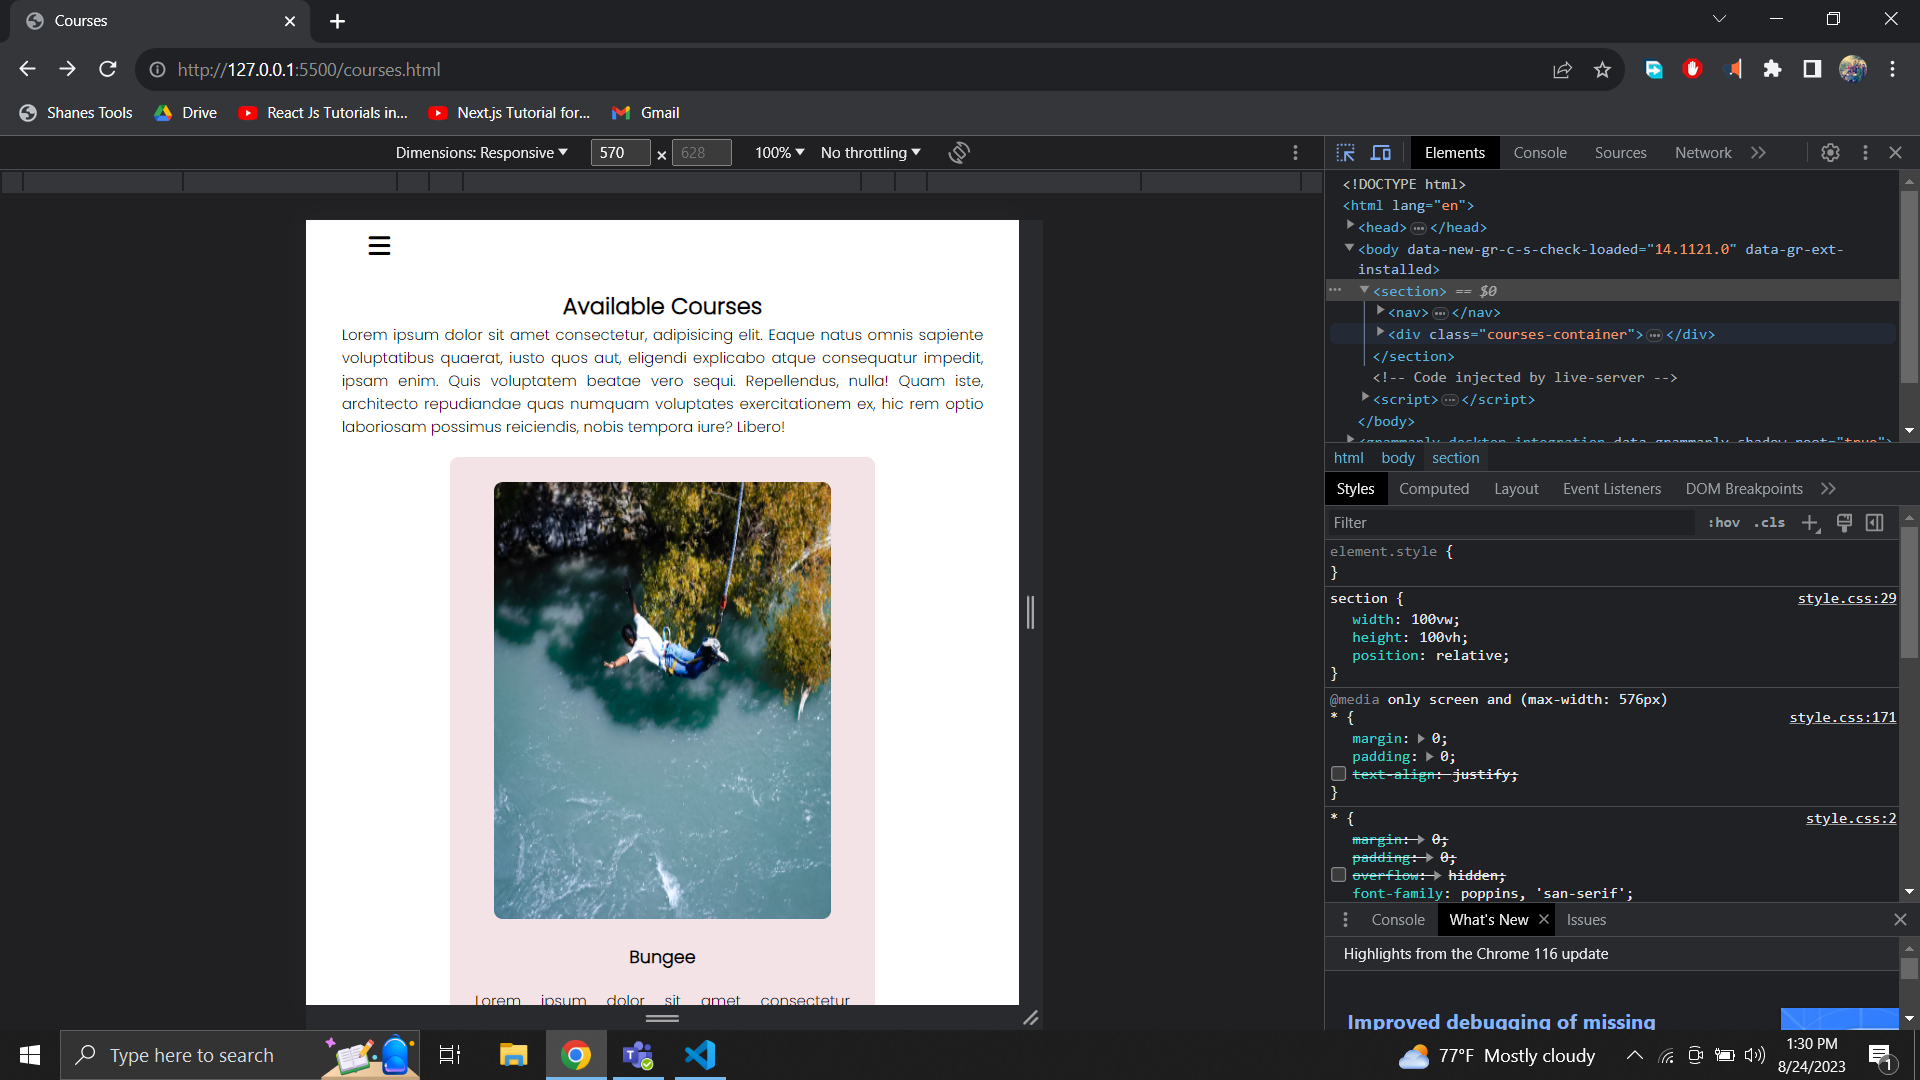 Courses
http://127.0.0.1:5500/courses.html
Shanes Tools
Drive
React Js Tutorials in...
Next.js Tutorial for...
Gmail
Dimensions: Responsive
570
×
628
100%
No throttling
Elements
Console
Sources
Network
Available Courses
Lorem ipsum dolor sit amet consectetur, adipisicing elit. Eaque natus omnis sapiente
voluptatibus quaerat, iusto quos aut, eligendi explicabo atque consequatur impedit,
ipsam enim. Quis voluptatem beatae vero sequi. Repellendus, nulla! Quam iste,
architecto repudiandae quas numquam voluptates exercitationem ex, hic rem optio
laboriosam possimus reiciendis, nobis tempora iure? Libero!
Bungee
Lorem ipsum dolor sit amet consectetur
<!DOCTYPE html>
<html lang="en">
<head>…</head>
<body data-new-gr-c-s-check-loaded="14.1121.0" data-gr-ext-
installed>
<section> == $0
<nav>…</nav>
<div class="courses-container">…</div>
</section>
<!-- Code injected by live-server -->
<script>…</script>
</body>
<grammarly-desktop-integration data-grammarly-shadow-root="true">
html body section
Styles
Computed
Layout
Event Listeners
DOM Breakpoints
Filter
:hov
.cls
element.style {
}
section { style.css:29
width: 100vw;
height: 100vh;
position: relative;
}
@media only screen and (max-width: 576px)
* { style.css:171
margin: 0;
padding: 0;
text-align: justify;
}
* { style.css:2
margin: 0;
padding: 0;
overflow: hidden;
font-family: poppins, 'san-serif';
Console
What's New
Issues
Highlights from the Chrome 116 update
Improved debugging of missing
Type here to search
77°F Mostly cloudy
1:30 PM
8/24/2023
1